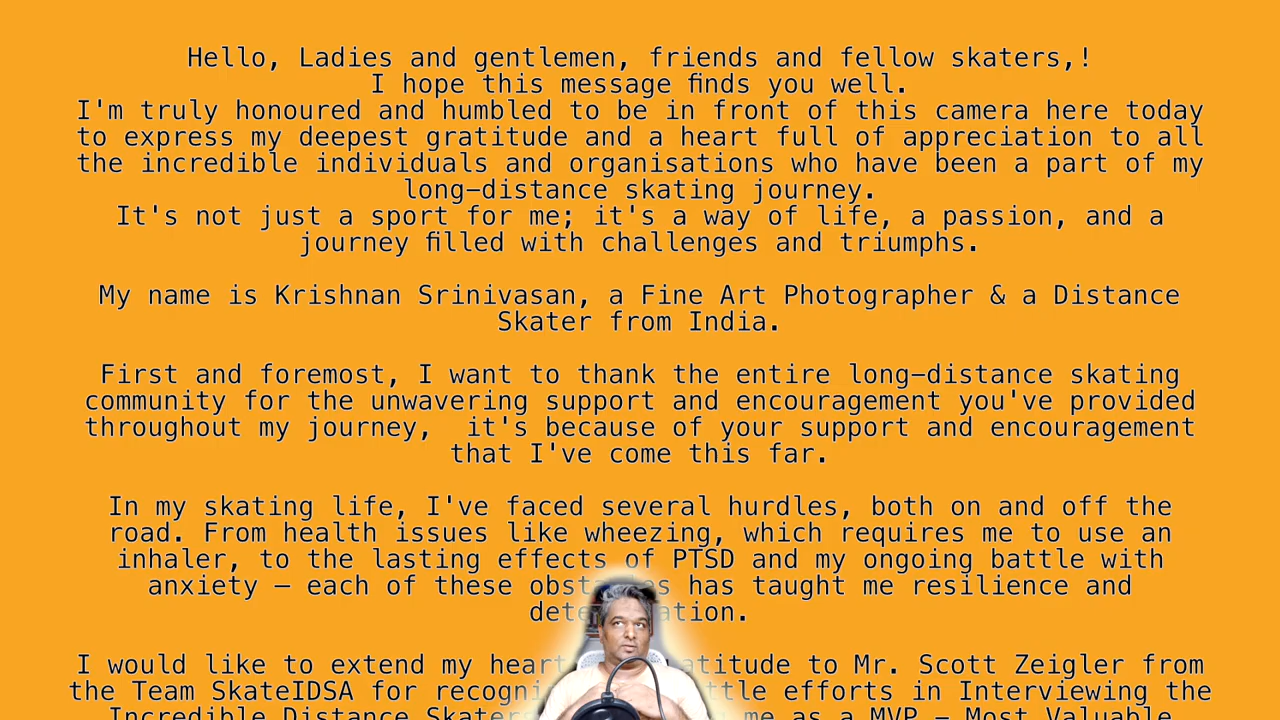 Hello, Ladies and gentlemen, friends and fellow skaters,!
I hope this message finds you well.
I'm truly honoured and humbled to be in front of this camera here today
to express my deepest gratitude and a heart full of appreciation to all
the incredible individuals and organisations who have been a part of my
long-distance skating journey.
It's not just a sport for me; it's a way of life, a passion, and a
journey filled with challenges and triumphs.
My name is Krishnan Srinivasan, a Fine Art Photographer & a Distance
Skater from India.
First and foremost, I want to thank the entire long-distance skating
community for the unwavering support and encouragement you've provided
throughout my journey, it's because of your support and encouragement
that I've come this far.
In my skating life, I've faced several hurdles, both on and off the
road. From health issues like wheezing, which requires me to use an
inhaler, to the lasting effects of PTSD and my ongoing battle with
anxiety – each of these obstacles has taught me resilience and
I would like to extend my to Mr. Scott Zeigler from
the Team SkateIDSA for efforts in Interviewing the
Incredible Distance Skaters me as a MVP – Most Valuable